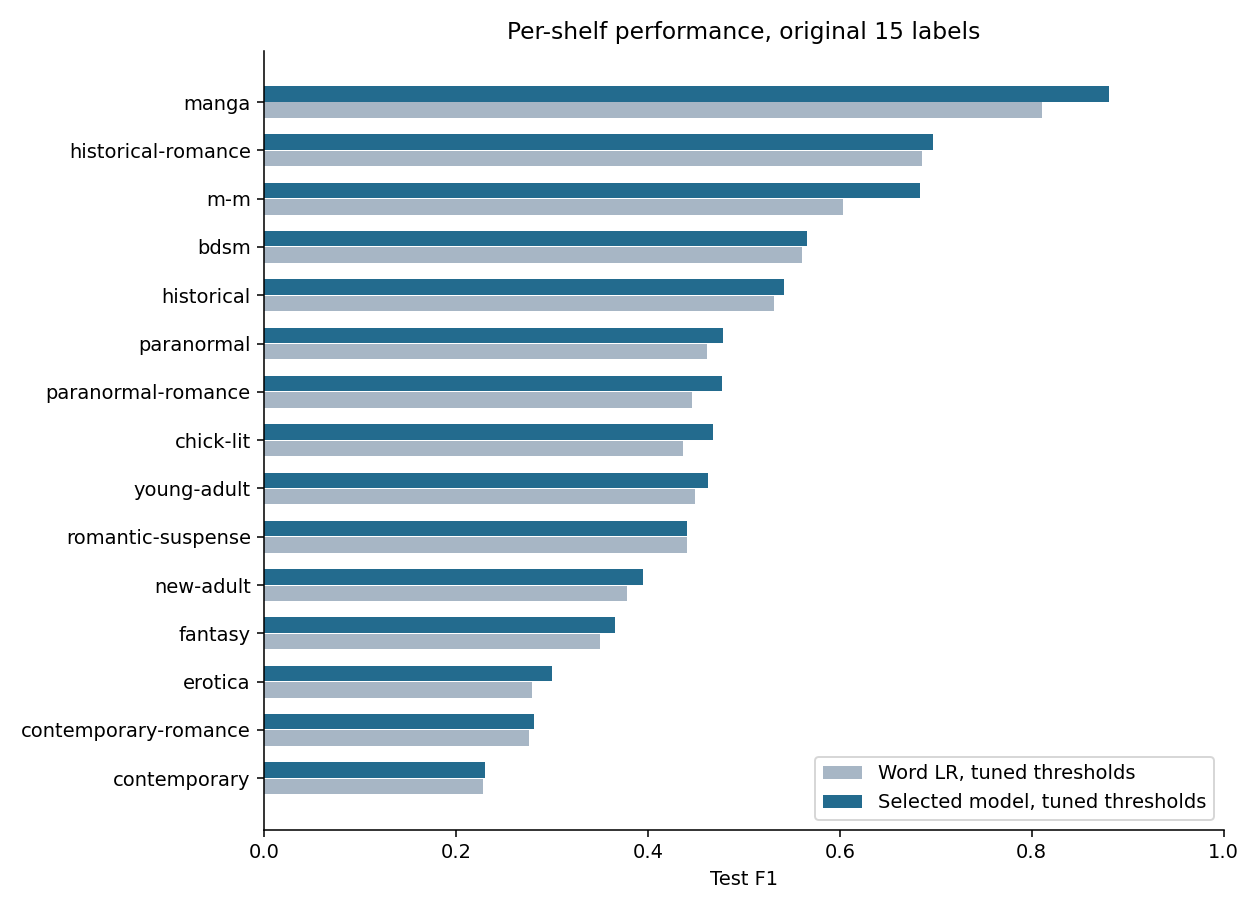 Per-shelf performance, original 15 labels
manga
historical-romance
m-m
bdsm
historical
paranormal
paranormal-romance
chick-lit
young-adult
romantic-suspense
new-adult
fantasy
erotica
contemporary-romance
contemporary
Word LR, tuned thresholds
Selected model, tuned thresholds
0.0 0.2 0.4 0.6 0.8 1.0
Test F1